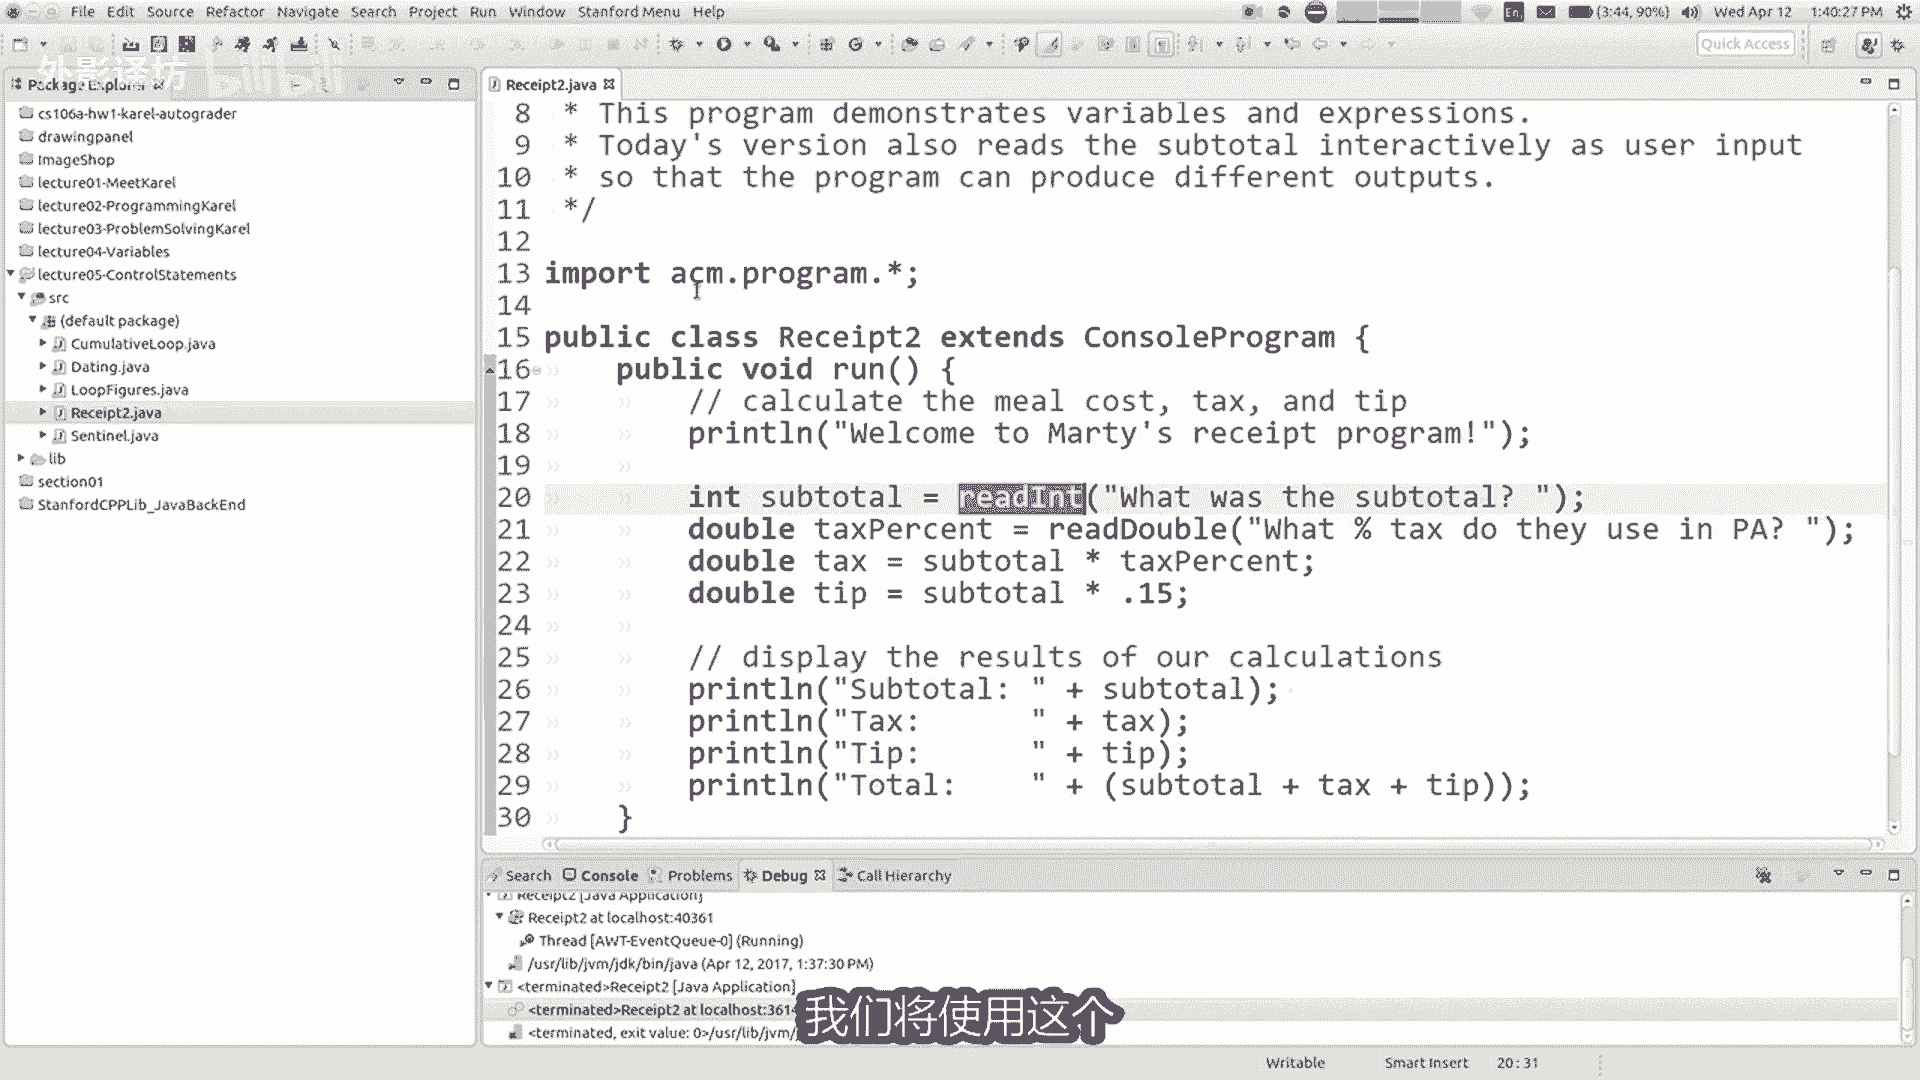 File Edit Source Refactor Navigate Search Project Run Window Stanford Menu Help
En (3:44, 90%) Wed Apr 12 1:40:27 PM
Quick Access
外影译坊 bilibili
Package Explorer
cs106a-hw1-karel-autograder
drawingpanel
ImageShop
lecture01-MeetKarel
lecture02-ProgrammingKarel
lecture03-ProblemSolvingKarel
lecture04-Variables
lecture05-ControlStatements
src
(default package)
CumulativeLoop.java
Dating.java
LoopFigures.java
Receipt2.java
Sentinel.java
lib
section01
StanfordCPPLib_JavaBackEnd
Receipt2.java
8 * This program demonstrates variables and expressions.
9 * Today's version also reads the subtotal interactively as user input
10 * so that the program can produce different outputs.
11 */
12
13 import acm.program.*;
14
15 public class Receipt2 extends ConsoleProgram {
16 public void run() {
17 // calculate the meal cost, tax, and tip
18 println("Welcome to Marty's receipt program!");
19
20 int subtotal = readInt("What was the subtotal? ");
21 double taxPercent = readDouble("What % tax do they use in PA? ");
22 double tax = subtotal * taxPercent;
23 double tip = subtotal * .15;
24
25 // display the results of our calculations
26 println("Subtotal: " + subtotal);
27 println("Tax:      " + tax);
28 println("Tip:      " + tip);
29 println("Total:    " + (subtotal + tax + tip));
30 }
Search Console Problems Debug Call Hierarchy
Receipt2 [Java Application]
Receipt2 at localhost:40361
Thread [AWT-EventQueue-0] (Running)
/usr/lib/jvm/jdk/bin/java (Apr 12, 2017, 1:37:30 PM)
<terminated>Receipt2 [Java Application]
<terminated>Receipt2 at localhost:3614
<terminated, exit value: 0>/usr/lib/jvm/
我们将使用这个
Writable Smart Insert 20:31